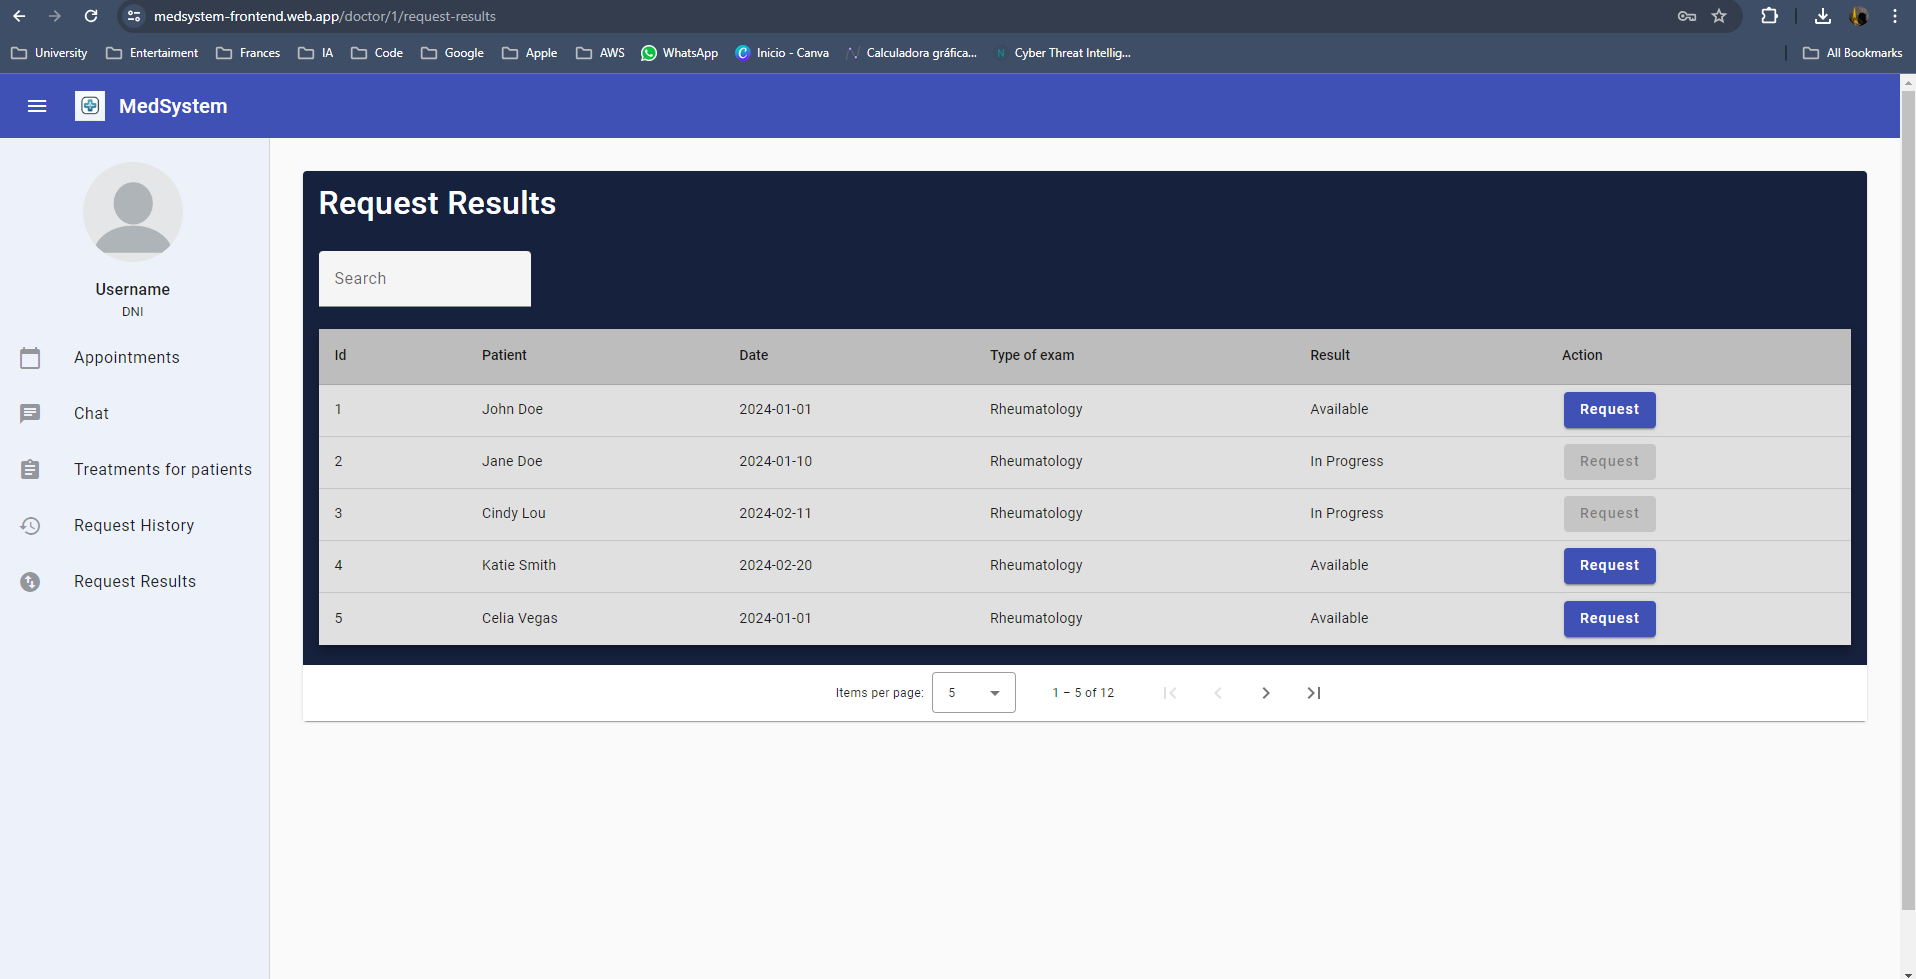 medsystem-frontend.web.app/doctor/1/request-results
University Entertaiment Frances IA Code Google Apple AWS WhatsApp Inicio - Canva Calculadora gráfica... Cyber Threat Intellig... All Bookmarks
MedSystem
Username
DNI
Appointments
Chat
Treatments for patients
Request History
Request Results
Request Results
Search
Id Patient Date Type of exam Result Action
1 John Doe 2024-01-01 Rheumatology Available Request
2 Jane Doe 2024-01-10 Rheumatology In Progress Request
3 Cindy Lou 2024-02-11 Rheumatology In Progress Request
4 Katie Smith 2024-02-20 Rheumatology Available Request
5 Celia Vegas 2024-01-01 Rheumatology Available Request
Items per page: 5 1 – 5 of 12